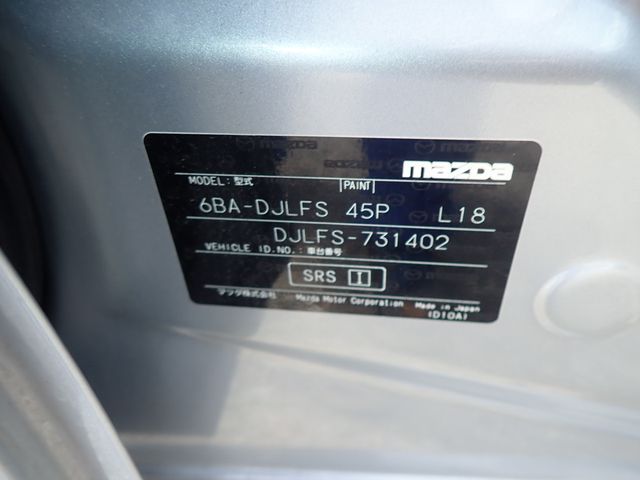 mazda
MODEL: 型式 PAINT
6BA-DJLFS 45P L18
DJLFS-731402
VEHICLE ID.NO.: 車台番号
SRS I
マツダ株式会社 Mazda Motor Corporation Made in Japan
(D10A)